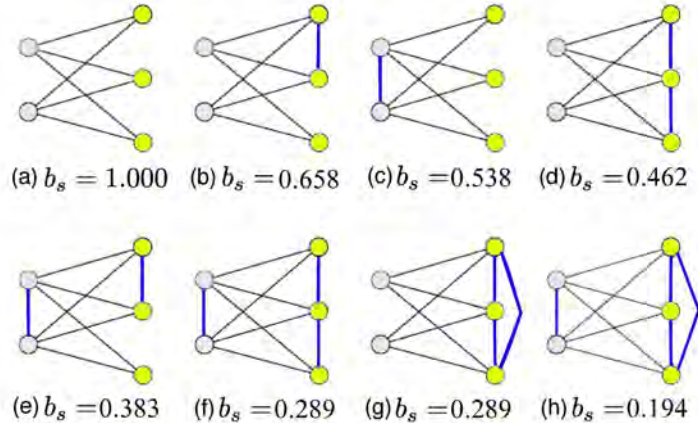 (a) b_s = 1.000 (b) b_s =0.658 (c) b_s =0.538 (d) b_s =0.462
(e) b_s =0.383 (f) b_s =0.289 (g) b_s =0.289 (h) b_s =0.194